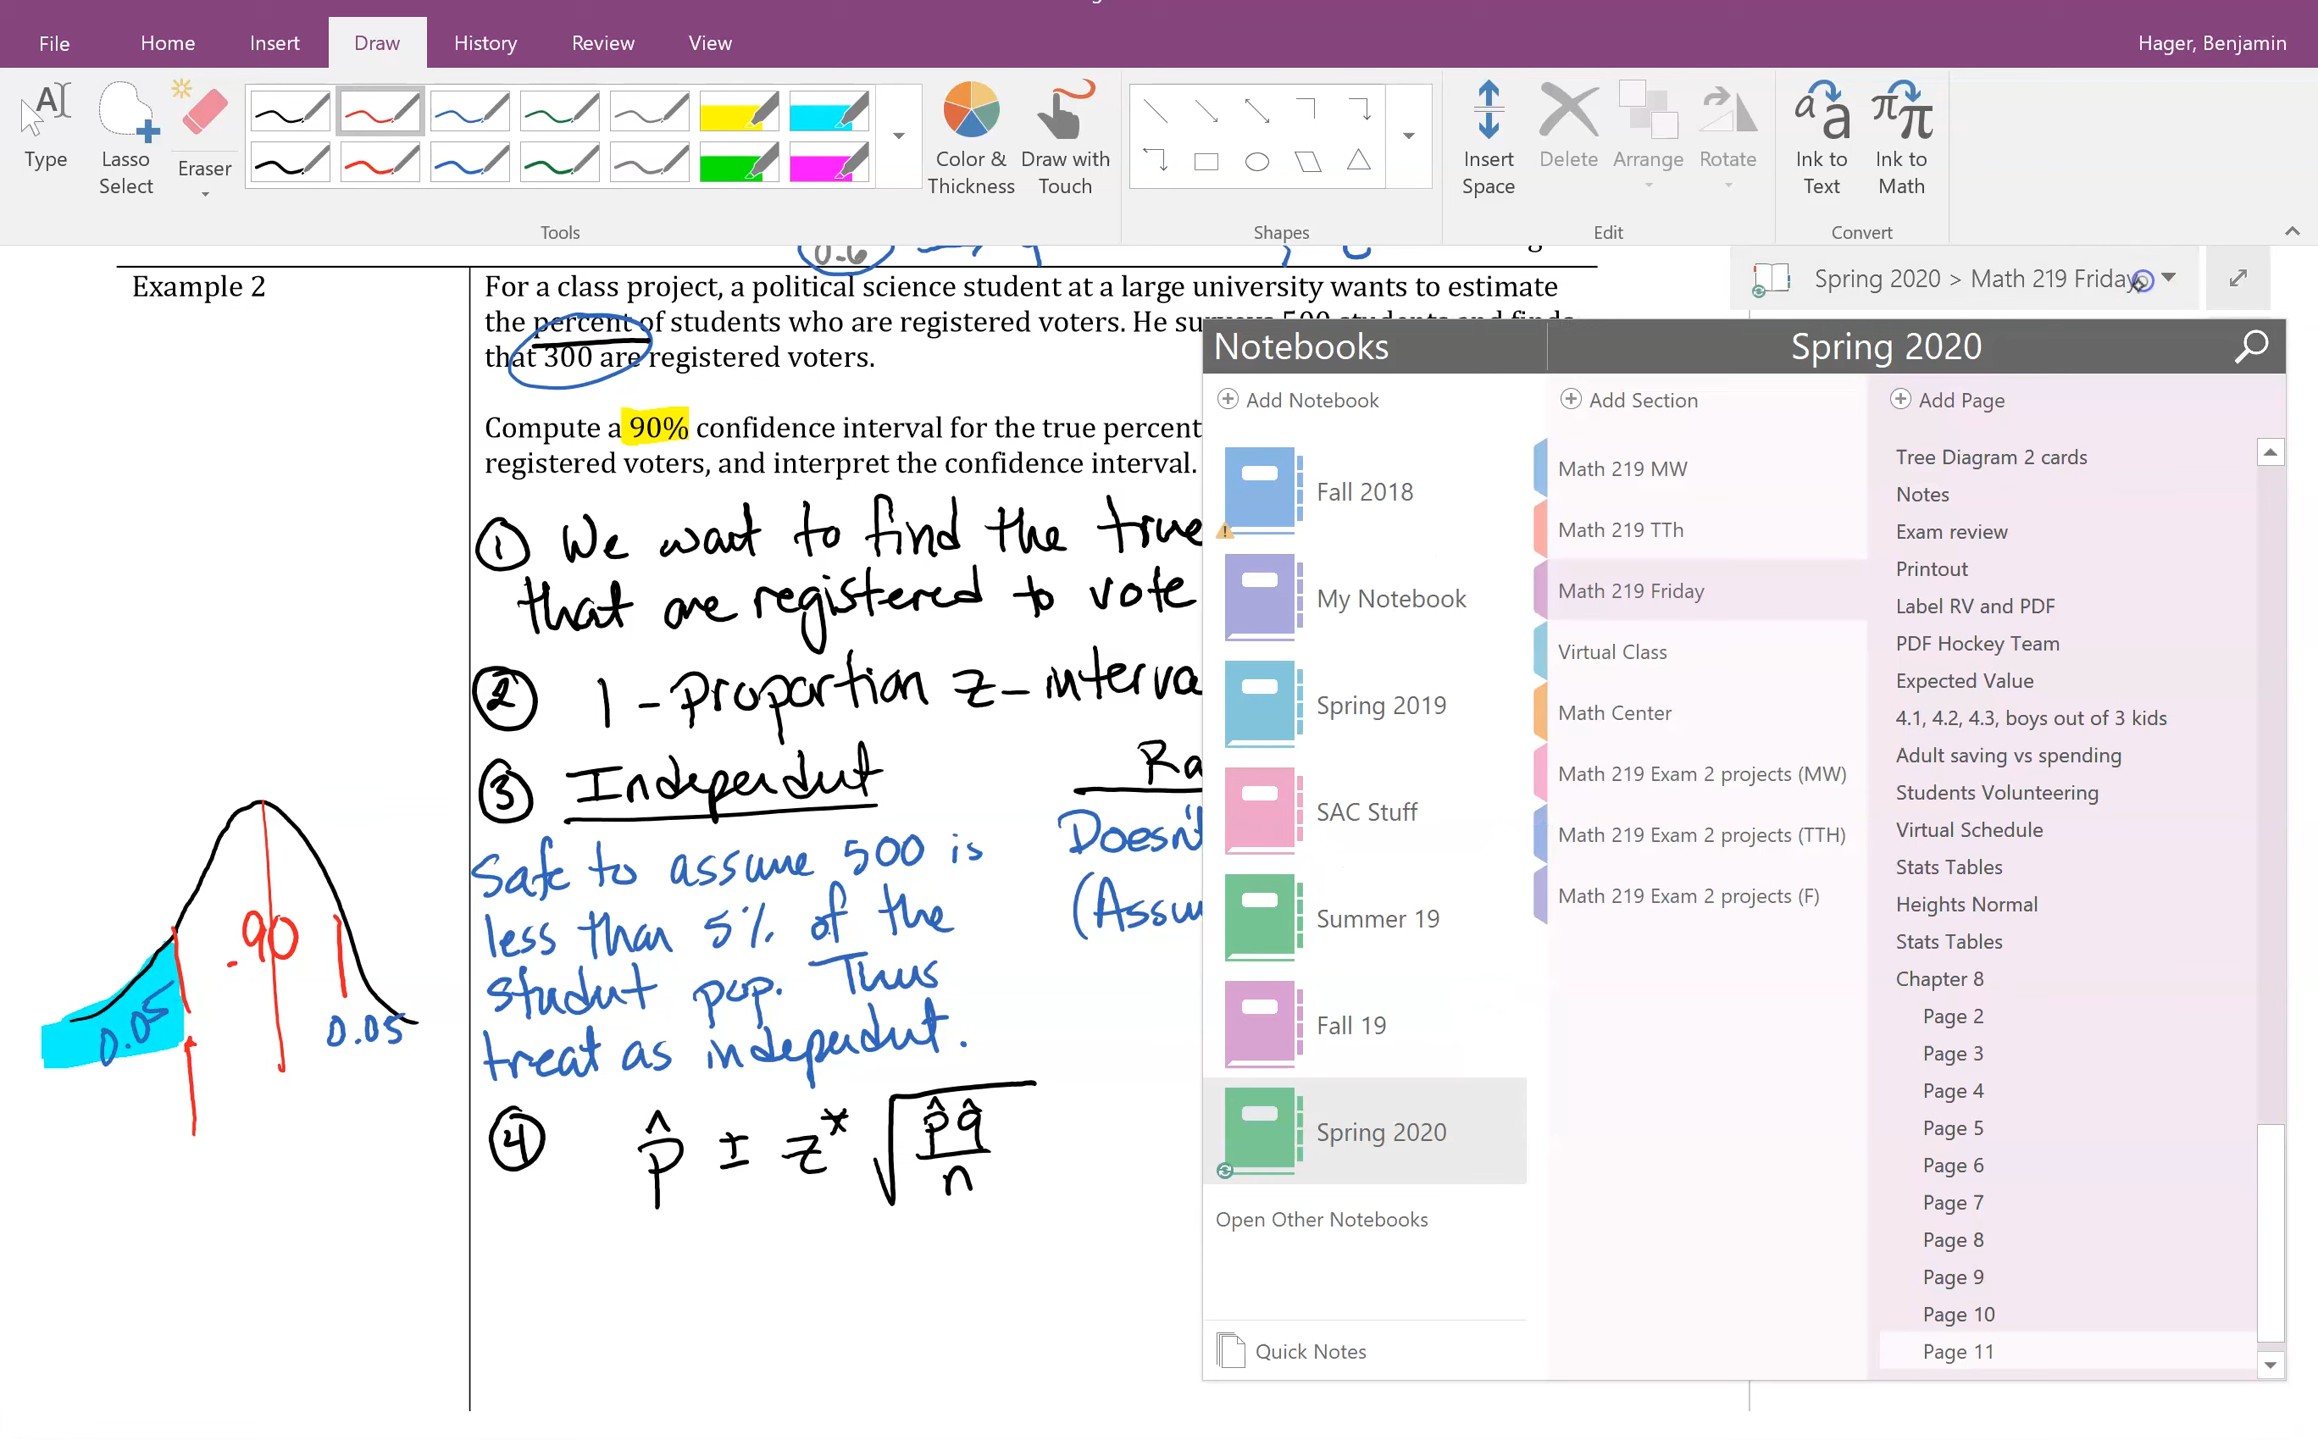 File Home Insert Draw History Review View Hager, Benjamin
Type
Lasso Select
Eraser
Color & Thickness
Draw with Touch
Insert Space
Delete
Arrange
Rotate
Ink to Text
Ink to Math
Tools Shapes Edit Convert
Spring 2020 > Math 219 Friday
Example 2
For a class project, a political science student at a large university wants to estimate
the percent of students who are registered voters. He surveys 500 students and finds
that 300 are registered voters.
Compute a 90% confidence interval for the true percent
registered voters, and interpret the confidence interval.
① We want to find the true
that are registered to vote
② 1-Proportion z-interva
③ Independut
Ra
Safe to assume 500 is
less than 5% of the
studut pop. Thus
treat as independut.
Doesn't
(Assu
④ p̂ ± z* √(p̂q̂/n)
.90
0.05
0.05
Notebooks
Spring 2020
Add Notebook
Fall 2018
My Notebook
Spring 2019
SAC Stuff
Summer 19
Fall 19
Spring 2020
Open Other Notebooks
Quick Notes
Add Section
Math 219 MW
Math 219 TTh
Math 219 Friday
Virtual Class
Math Center
Math 219 Exam 2 projects (MW)
Math 219 Exam 2 projects (TTH)
Math 219 Exam 2 projects (F)
Add Page
Tree Diagram 2 cards
Notes
Exam review
Printout
Label RV and PDF
PDF Hockey Team
Expected Value
4.1, 4.2, 4.3, boys out of 3 kids
Adult saving vs spending
Students Volunteering
Virtual Schedule
Stats Tables
Heights Normal
Stats Tables
Chapter 8
Page 2
Page 3
Page 4
Page 5
Page 6
Page 7
Page 8
Page 9
Page 10
Page 11